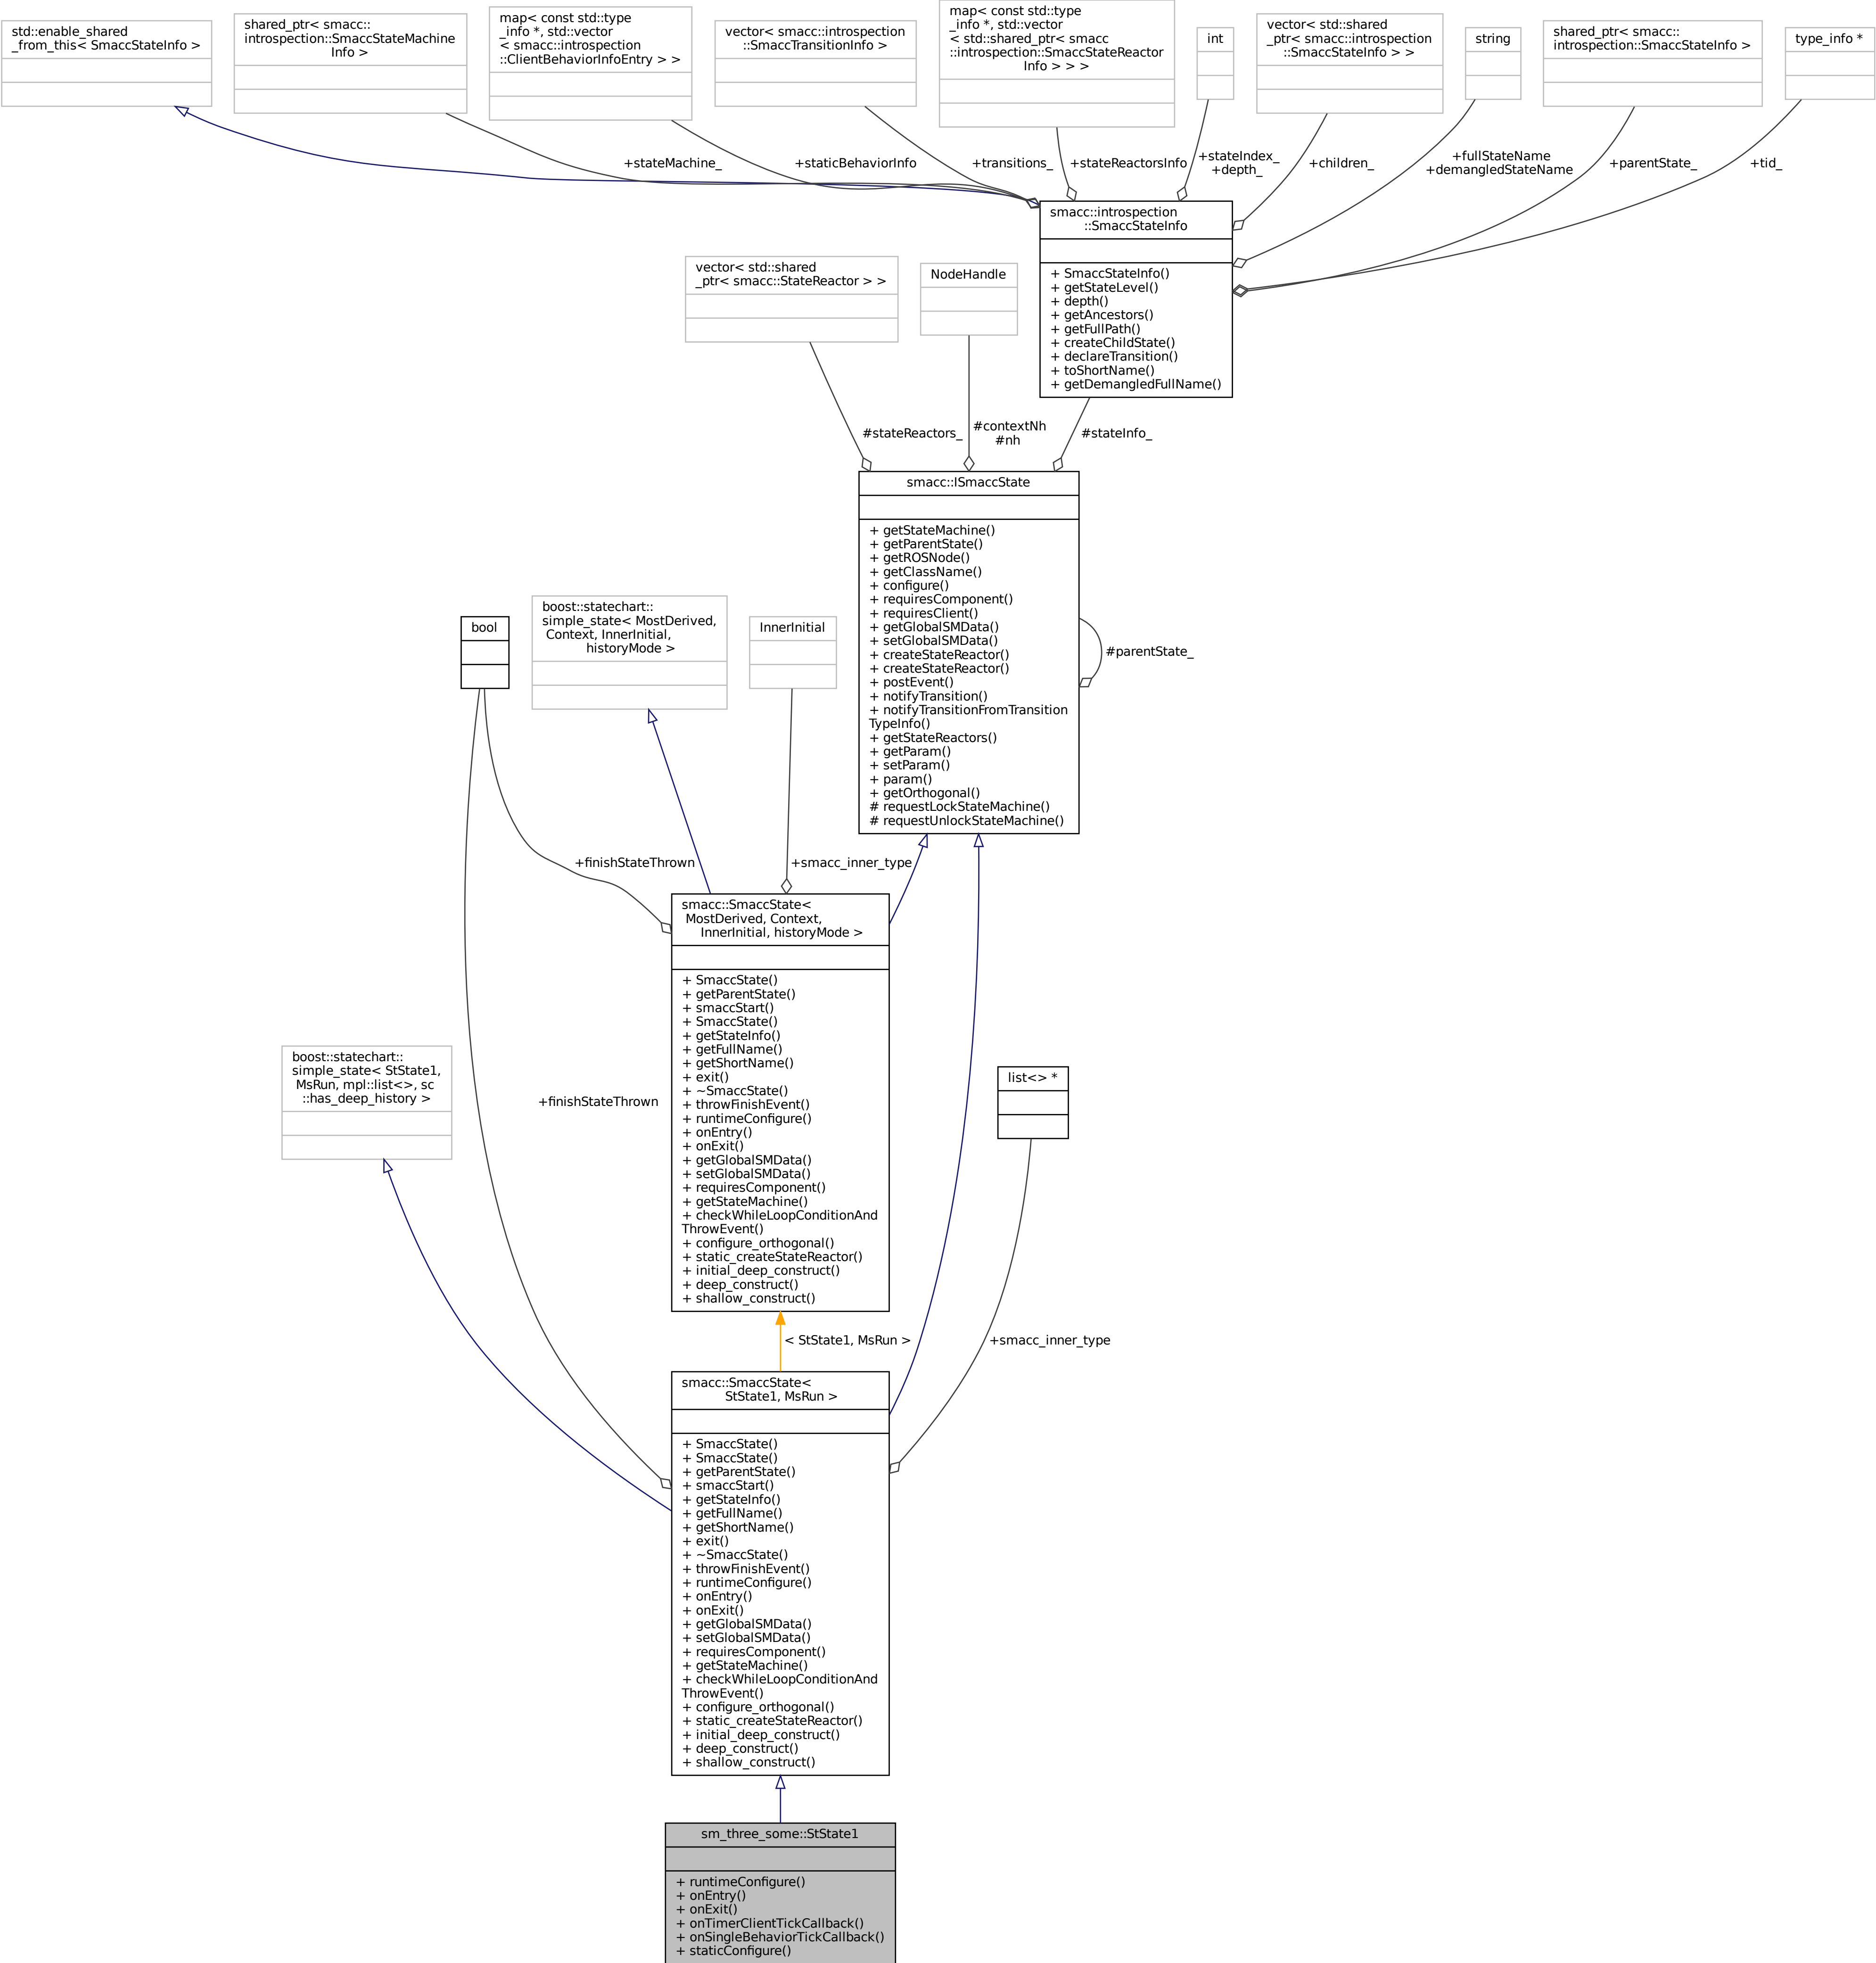 std::enable_shared
_from_this< SmaccStateInfo >
shared_ptr< smacc::
introspection::SmaccStateMachine
Info >
map< const std::type
_info *, std::vector
< smacc::introspection
::ClientBehaviorInfoEntry > >
vector< smacc::introspection
::SmaccTransitionInfo >
map< const std::type
_info *, std::vector
< std::shared_ptr< smacc
::introspection::SmaccStateReactor
Info > > >
int
vector< std::shared
_ptr< smacc::introspection
::SmaccStateInfo > >
string
shared_ptr< smacc::
introspection::SmaccStateInfo >
type_info *
+stateMachine_
+staticBehaviorInfo
+transitions_
+stateReactorsInfo
+stateIndex_
+depth_
+children_
+fullStateName
+demangledStateName
+parentState_
+tid_
smacc::introspection
::SmaccStateInfo
+ SmaccStateInfo()
+ getStateLevel()
+ depth()
+ getAncestors()
+ getFullPath()
+ createChildState()
+ declareTransition()
+ toShortName()
+ getDemangledFullName()
vector< std::shared
_ptr< smacc::StateReactor > >
NodeHandle
#stateReactors_
#contextNh
#nh
#stateInfo_
smacc::ISmaccState
+ getStateMachine()
+ getParentState()
+ getROSNode()
+ getClassName()
+ configure()
+ requiresComponent()
+ requiresClient()
+ getGlobalSMData()
+ setGlobalSMData()
+ createStateReactor()
+ createStateReactor()
+ postEvent()
+ notifyTransition()
+ notifyTransitionFromTransition
TypeInfo()
+ getStateReactors()
+ getParam()
+ setParam()
+ param()
+ getOrthogonal()
# requestLockStateMachine()
# requestUnlockStateMachine()
#parentState_
bool
boost::statechart::
simple_state< MostDerived,
Context, InnerInitial,
historyMode >
InnerInitial
+finishStateThrown
+smacc_inner_type
smacc::SmaccState<
MostDerived, Context,
InnerInitial, historyMode >
+ SmaccState()
+ getParentState()
+ smaccStart()
+ SmaccState()
+ getStateInfo()
+ getFullName()
+ getShortName()
+ exit()
+ ~SmaccState()
+ throwFinishEvent()
+ runtimeConfigure()
+ onEntry()
+ onExit()
+ getGlobalSMData()
+ setGlobalSMData()
+ requiresComponent()
+ getStateMachine()
+ checkWhileLoopConditionAnd
ThrowEvent()
+ configure_orthogonal()
+ static_createStateReactor()
+ initial_deep_construct()
+ deep_construct()
+ shallow_construct()
boost::statechart::
simple_state< StState1,
MsRun, mpl::list<>, sc
::has_deep_history >
+finishStateThrown
list<> *
< StState1, MsRun >
+smacc_inner_type
smacc::SmaccState<
StState1, MsRun >
+ SmaccState()
+ SmaccState()
+ getParentState()
+ smaccStart()
+ getStateInfo()
+ getFullName()
+ getShortName()
+ exit()
+ ~SmaccState()
+ throwFinishEvent()
+ runtimeConfigure()
+ onEntry()
+ onExit()
+ getGlobalSMData()
+ setGlobalSMData()
+ requiresComponent()
+ getStateMachine()
+ checkWhileLoopConditionAnd
ThrowEvent()
+ configure_orthogonal()
+ static_createStateReactor()
+ initial_deep_construct()
+ deep_construct()
+ shallow_construct()
sm_three_some::StState1
+ runtimeConfigure()
+ onEntry()
+ onExit()
+ onTimerClientTickCallback()
+ onSingleBehaviorTickCallback()
+ staticConfigure()